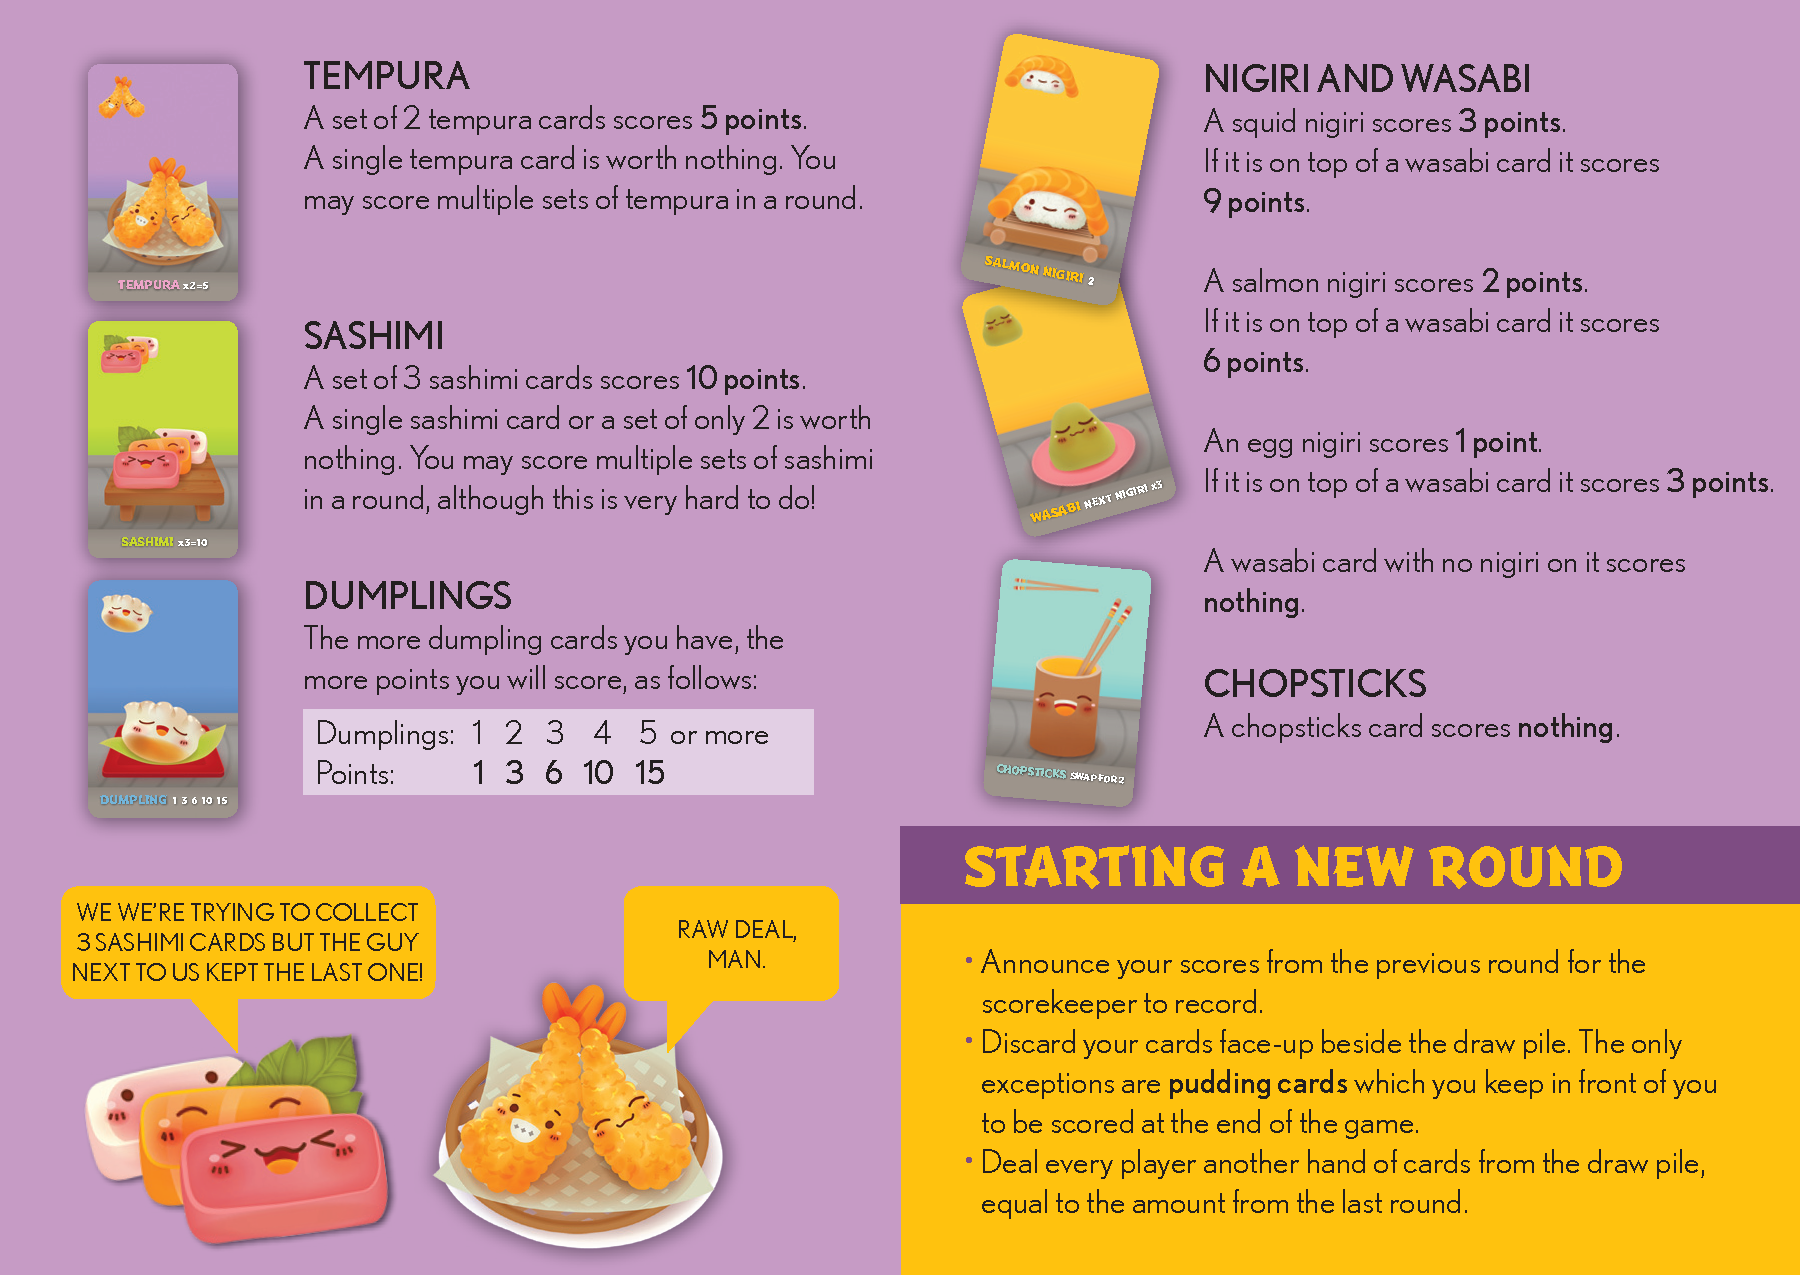 TEMPURA
A set of 2 tempura cards scores 5 points.
A single tempura card is worth nothing. You
may score multiple sets of tempura in a round.
TEMPURA x2=5
SASHIMI
A set of 3 sashimi cards scores 10 points.
A single sashimi card or a set of only 2 is worth
nothing. You may score multiple sets of sashimi
in a round, although this is very hard to do!
SASHIMI x3=10
DUMPLINGS
The more dumpling cards you have, the
more points you will score, as follows:
Dumplings: 1 2 3 4 5 or more
Points: 1 3 6 10 15
DUMPLING 1 3 6 10 15
WE WE'RE TRYING TO COLLECT
3 SASHIMI CARDS BUT THE GUY
NEXT TO US KEPT THE LAST ONE!
RAW DEAL,
MAN.
NIGIRI AND WASABI
A squid nigiri scores 3 points.
If it is on top of a wasabi card it scores
9 points.
A salmon nigiri scores 2 points.
If it is on top of a wasabi card it scores
6 points.
An egg nigiri scores 1 point.
If it is on top of a wasabi card it scores 3 points.
A wasabi card with no nigiri on it scores
nothing.
SALMON NIGIRI 2
WASABI NEXT NIGIRI x3
CHOPSTICKS
A chopsticks card scores nothing.
CHOPSTICKS SWAP FOR 2
STARTING A NEW ROUND
• Announce your scores from the previous round for the
scorekeeper to record.
• Discard your cards face-up beside the draw pile. The only
exceptions are pudding cards which you keep in front of you
to be scored at the end of the game.
• Deal every player another hand of cards from the draw pile,
equal to the amount from the last round.